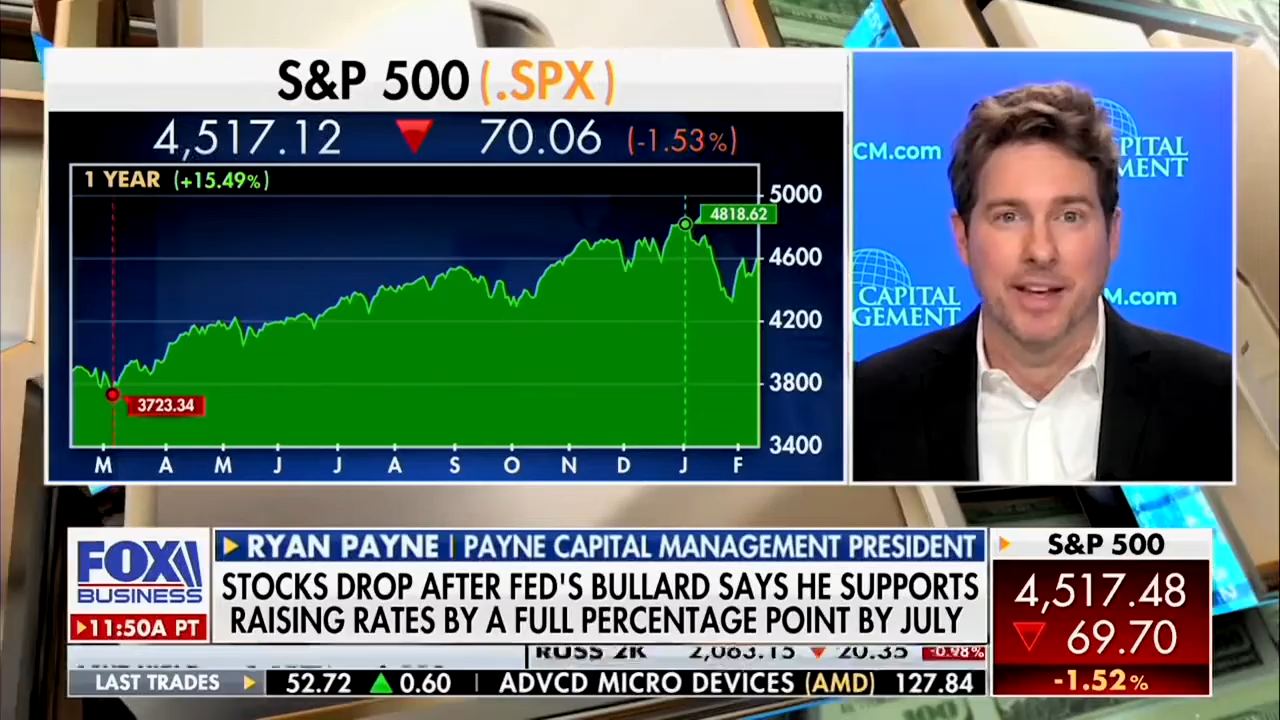 S&P 500 (.SPX)
4,517.12 ▼ 70.06 (-1.53%)
1 YEAR (+15.49%)
5000
4818.62
4600
4200
3800
3723.34
3400
M A M J J A S O N D J F
CM.com
PITAL
MENT
CAPITAL
GEMENT
M.com
FOX
BUSINESS
11:50A PT
RYAN PAYNE | PAYNE CAPITAL MANAGEMENT PRESIDENT
STOCKS DROP AFTER FED'S BULLARD SAYS HE SUPPORTS
RAISING RATES BY A FULL PERCENTAGE POINT BY JULY
S&P 500
4,517.48
▼ 69.70
-1.52%
RUSS 2K 2,063.15 ▼ 20.35 -0.98%
LAST TRADES 52.72 ▲ 0.60 | ADVCD MICRO DEVICES (AMD) 127.84
100